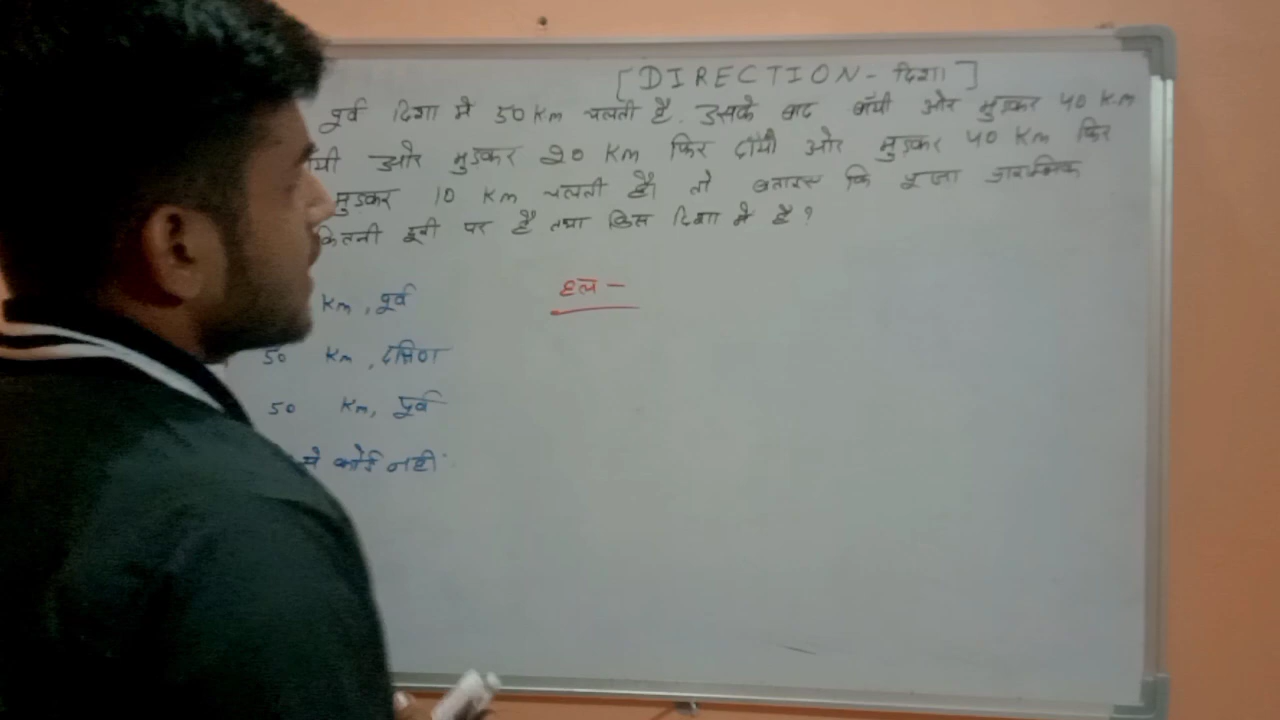 [DIRECTION - दिशा]
पूर्व दिशा मे 50 Km चलती है. उसके बाद बाँयी ओर मुड़कर 40 Km
ओर मुड़कर 20 Km फिर दाँयी ओर मुड़कर 40 Km फिर
मुड़कर 10 Km चलती है। तो बताइए कि पूजा प्रारम्भिक
कितनी दूरी पर है तथा किस दिशा मे है?
हल -
Km, पूर्व
50 Km, दक्षिण
50 Km, पूर्व
मे कोई नही